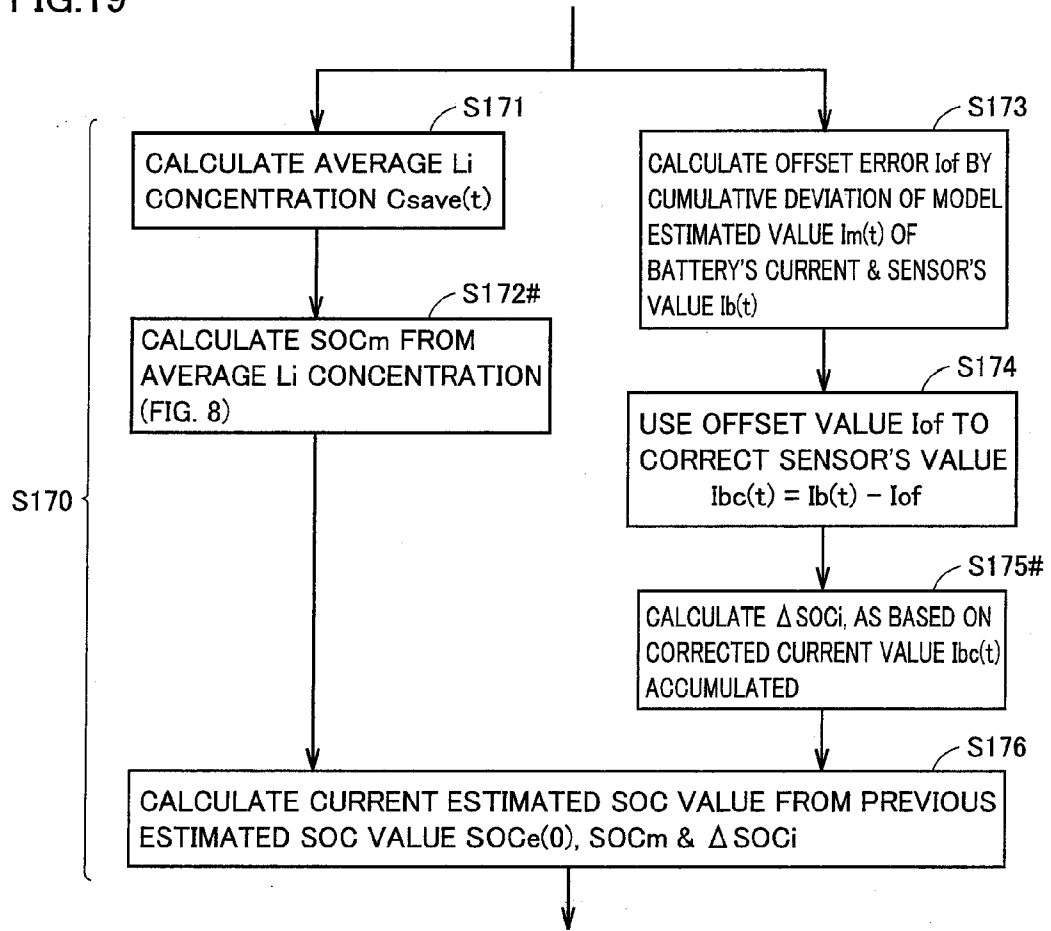 FIG.19
S171
CALCULATE AVERAGE Li
CONCENTRATION Csave(t)
S172#
CALCULATE SOCm FROM
AVERAGE Li CONCENTRATION
(FIG. 8)
S173
CALCULATE OFFSET ERROR Iof BY
CUMULATIVE DEVIATION OF MODEL
ESTIMATED VALUE Im(t) OF
BATTERY'S CURRENT & SENSOR'S
VALUE Ib(t)
S174
USE OFFSET VALUE Iof TO
CORRECT SENSOR'S VALUE
Ibc(t) = Ib(t) - Iof
S170
S175#
CALCULATE ΔSOCi, AS BASED ON
CORRECTED CURRENT VALUE Ibc(t)
ACCUMULATED
S176
CALCULATE CURRENT ESTIMATED SOC VALUE FROM PREVIOUS
ESTIMATED SOC VALUE SOCe(0), SOCm & ΔSOCi